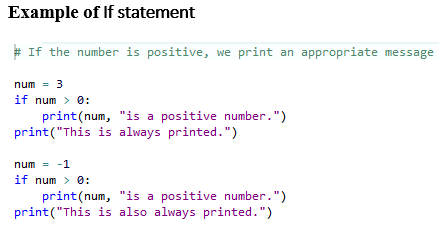 Example of If statement
# If the number is positive, we print an appropriate message
num = 3
if num > 0:
    print(num, "is a positive number.")
print("This is always printed.")
num = -1
if num > 0:
    print(num, "is a positive number.")
print("This is also always printed.")